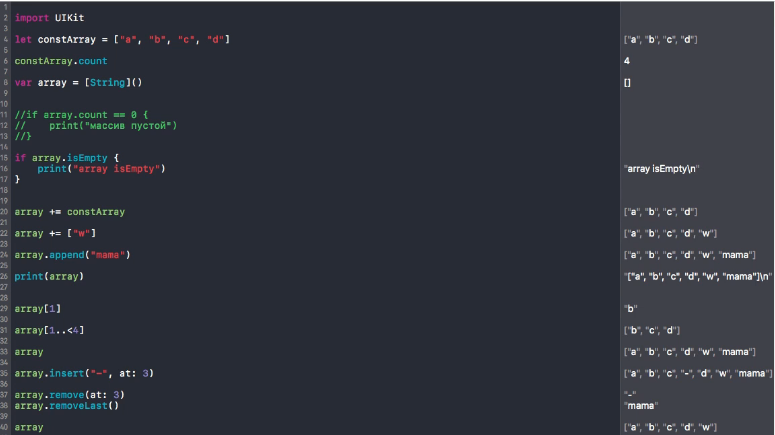 1
2 import UIKit
3
4 let constArray = ["a", "b", "c", "d"] ["a", "b", "c", "d"]
5
6 constArray.count 4
7
8 var array = [String]() []
9
10
11 //if array.count == 0 {
12 //    print("массив пустой")
13 //}
14
15 if array.isEmpty {
16     print("array isEmpty") "array isEmpty\n"
17 }
18
19
20 array += constArray ["a", "b", "c", "d"]
21
22 array += ["w"] ["a", "b", "c", "d", "w"]
23
24 array.append("mama") ["a", "b", "c", "d", "w", "mama"]
25
26 print(array) "["a", "b", "c", "d", "w", "mama"]\n"
27
28
29 array[1] "b"
30
31 array[1..<4] ["b", "c", "d"]
32
33 array ["a", "b", "c", "d", "w", "mama"]
34
35 array.insert("-", at: 3) ["a", "b", "c", "-", "d", "w", "mama"]
36
37 array.remove(at: 3) "-"
38 array.removeLast() "mama"
39
40 array ["a", "b", "c", "d", "w"]